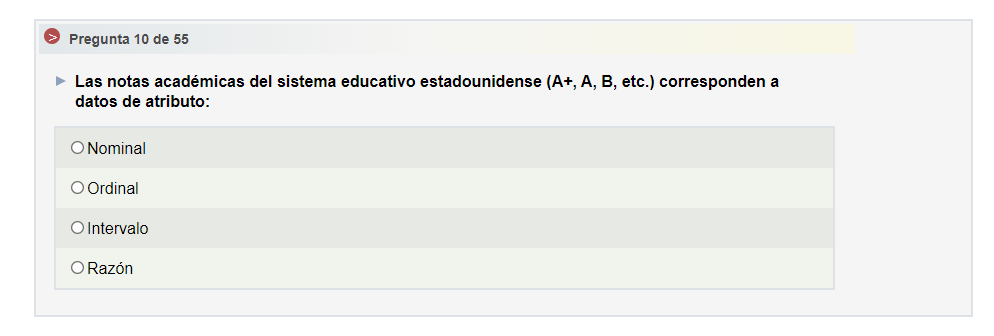 Pregunta 10 de 55
Las notas académicas del sistema educativo estadounidense (A+, A, B, etc.) corresponden a
datos de atributo:
Nominal
Ordinal
Intervalo
Razón